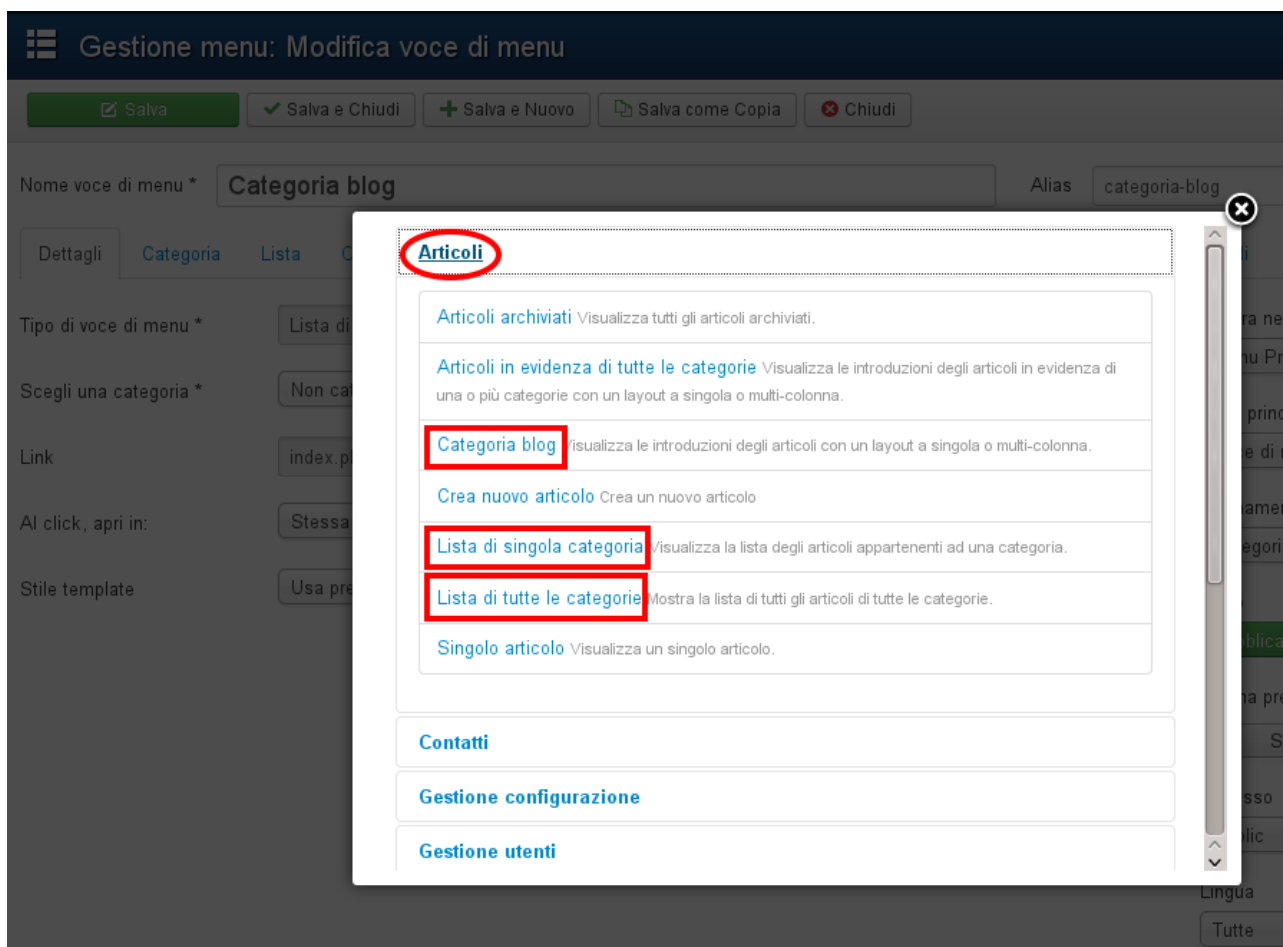 Gestione menu: Modifica voce di menu
Salva
Salva e Chiudi
Salva e Nuovo
Salva come Copia
Chiudi
Nome voce di menu *
Categoria blog
Alias
categoria-blog
Dettagli
Categoria
Lista
Tipo di voce di menu *
Lista di
Scegli una categoria *
Link
Al click, apri in:
Stessa
Stile template
Articoli
Articoli archiviati Visualizza tutti gli articoli archiviati.
Articoli in evidenza di tutte le categorie Visualizza le introduzioni degli articoli in evidenza di
una o più categorie con un layout a singola o multi-colonna.
Categoria blog Visualizza le introduzioni degli articoli con un layout a singola o multi-colonna.
Crea nuovo articolo Crea un nuovo articolo
Lista di singola categoria Visualizza la lista degli articoli appartenenti ad una categoria.
Lista di tutte le categorie Mostra la lista di tutti gli articoli di tutte le categorie.
Singolo articolo Visualizza un singolo articolo.
Contatti
Gestione configurazione
Gestione utenti
Lingua
Tutte